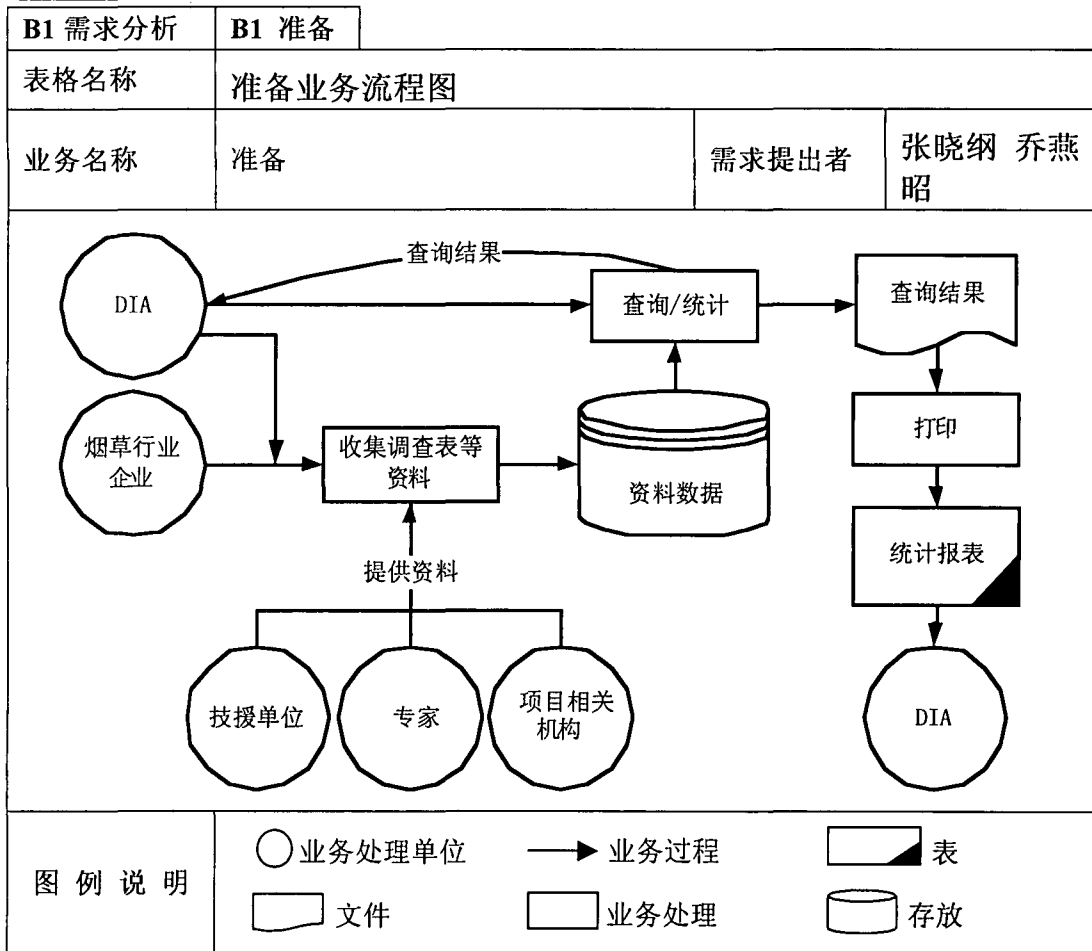 B1 需求分析
B1 准备
表格名称
准备业务流程图
业务名称
准备
需求提出者
张晓纲 乔燕
昭
查询结果
DIA
查询/统计
查询结果
烟草行业
企业
收集调查表等
资料
资料数据
打印
统计报表
提供资料
技援单位
专家
项目相关
机构
DIA
图例说明
业务处理单位
业务过程
表
文件
业务处理
存放